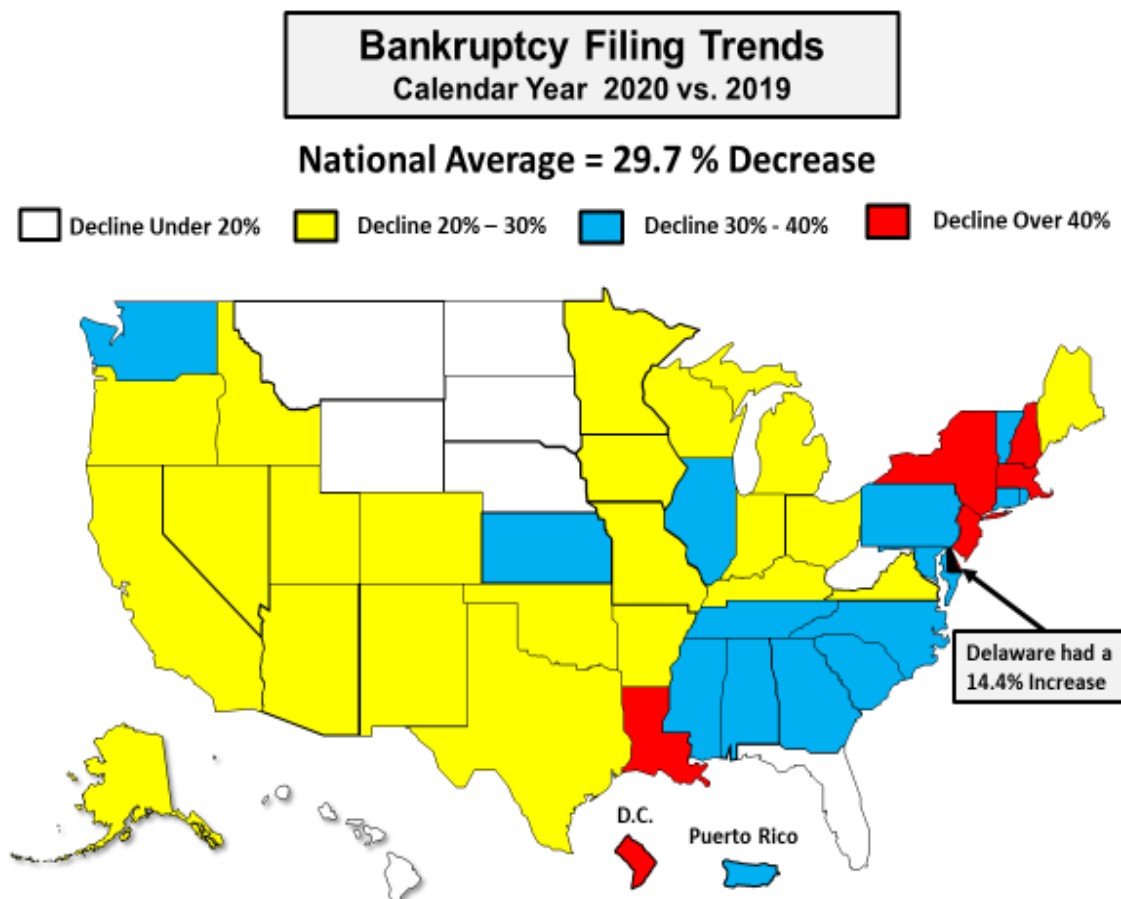 Bankruptcy Filing Trends
Calendar Year 2020 vs. 2019
National Average = 29.7 % Decrease
Decline Under 20%
Decline 20% – 30%
Decline 30% - 40%
Decline Over 40%
Delaware had a
14.4% Increase
D.C.
Puerto Rico